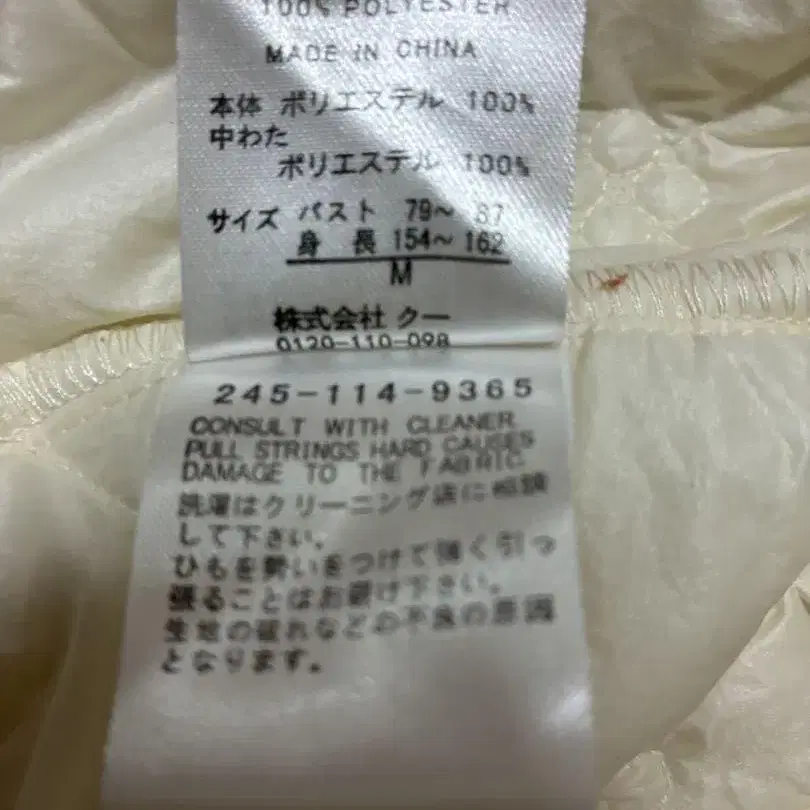 100% POLYESTER
MADE IN CHINA
本体 ポリエステル 100%
中わた
ポリエステル 100%
サイズ バスト 79～ 87
身 長 154～ 162
M
株式会社 クー
0120-110-098
245-114-9365
CONSULT WITH CLEANER
PULL STRINGS HARD CAUSES
DAMAGE TO THE FABRIC
洗濯はクリーニング店に相談
して下さい。
ひもを勢いをつけて強く引っ
張ることはお避け下さい。
生地の破れなどの不良の原因
となります。